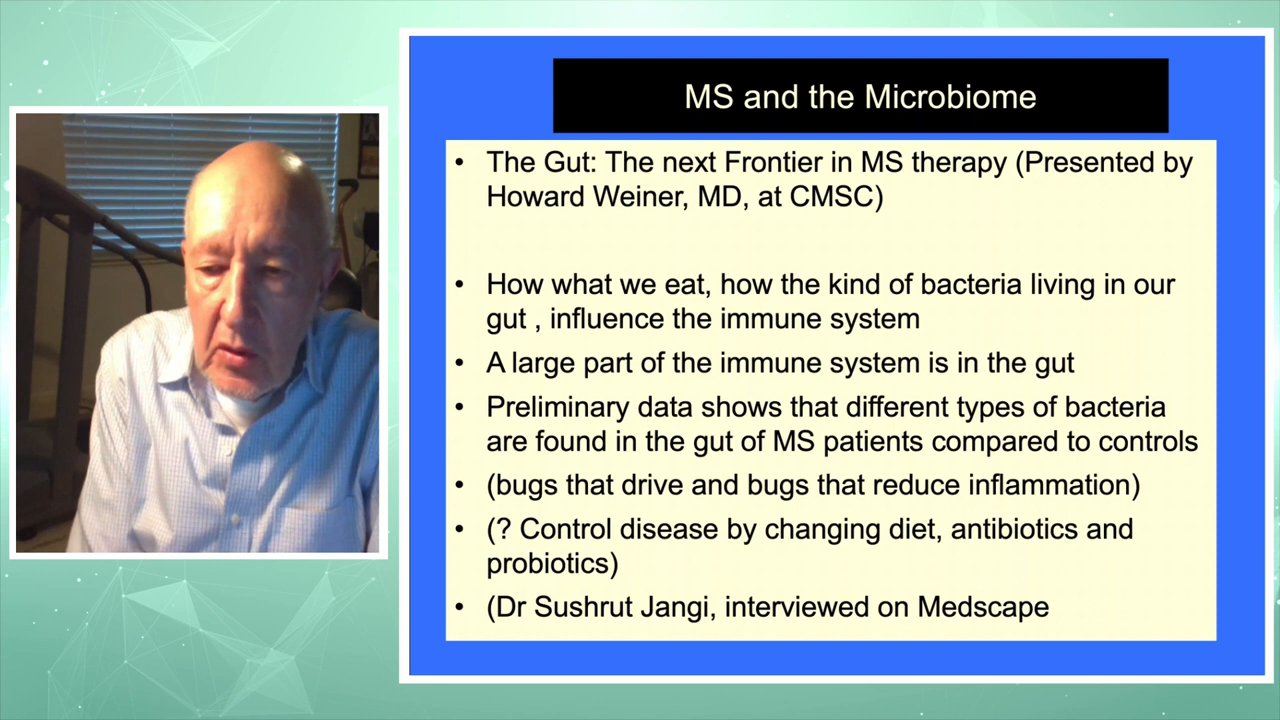 MS and the Microbiome
• The Gut: The next Frontier in MS therapy (Presented by
Howard Weiner, MD, at CMSC)
• How what we eat, how the kind of bacteria living in our
gut , influence the immune system
• A large part of the immune system is in the gut
• Preliminary data shows that different types of bacteria
are found in the gut of MS patients compared to controls
• (bugs that drive and bugs that reduce inflammation)
• (? Control disease by changing diet, antibiotics and
probiotics)
• (Dr Sushrut Jangi, interviewed on Medscape